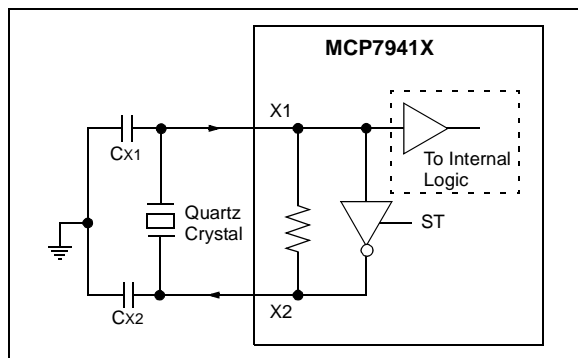 MCP7941X
X1
CX1
To Internal
Logic
Quartz
Crystal
ST
X2
CX2